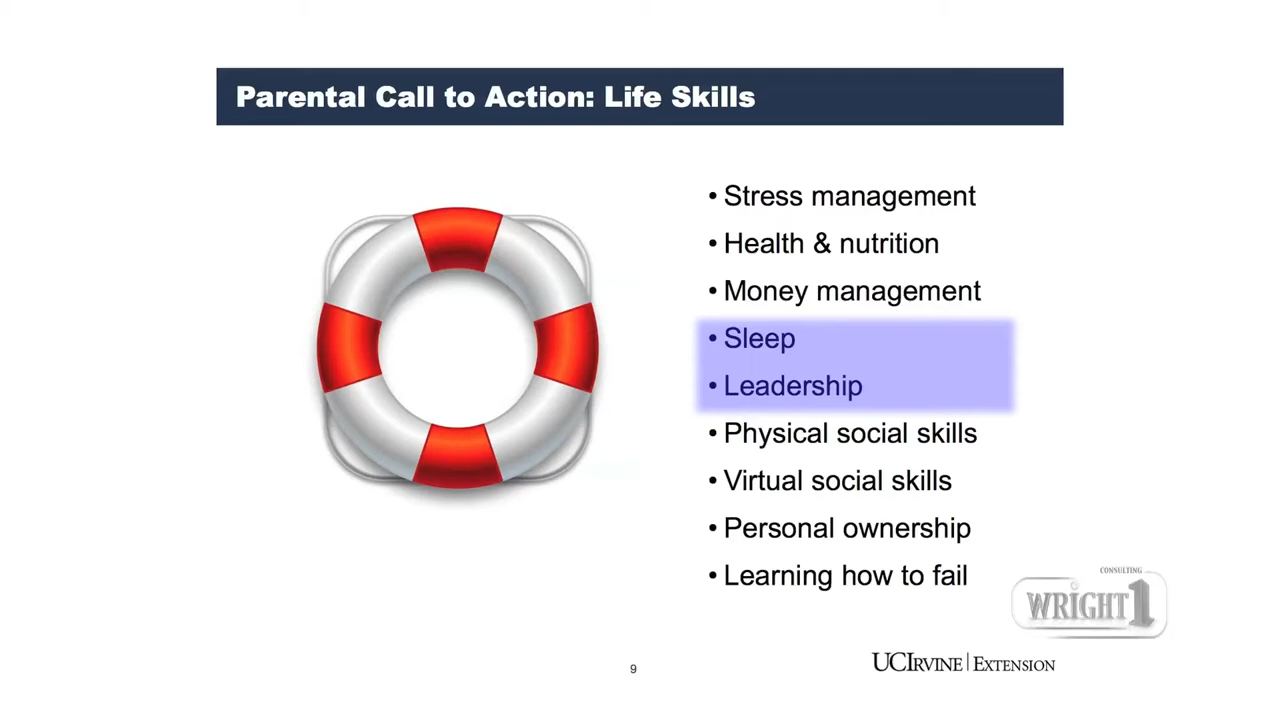 Parental Call to Action: Life Skills
• Stress management
• Health & nutrition
• Money management
• Sleep
• Leadership
• Physical social skills
• Virtual social skills
• Personal ownership
• Learning how to fail
CONSULTING
WRiGHT1
UCIRVINE | EXTENSION
9